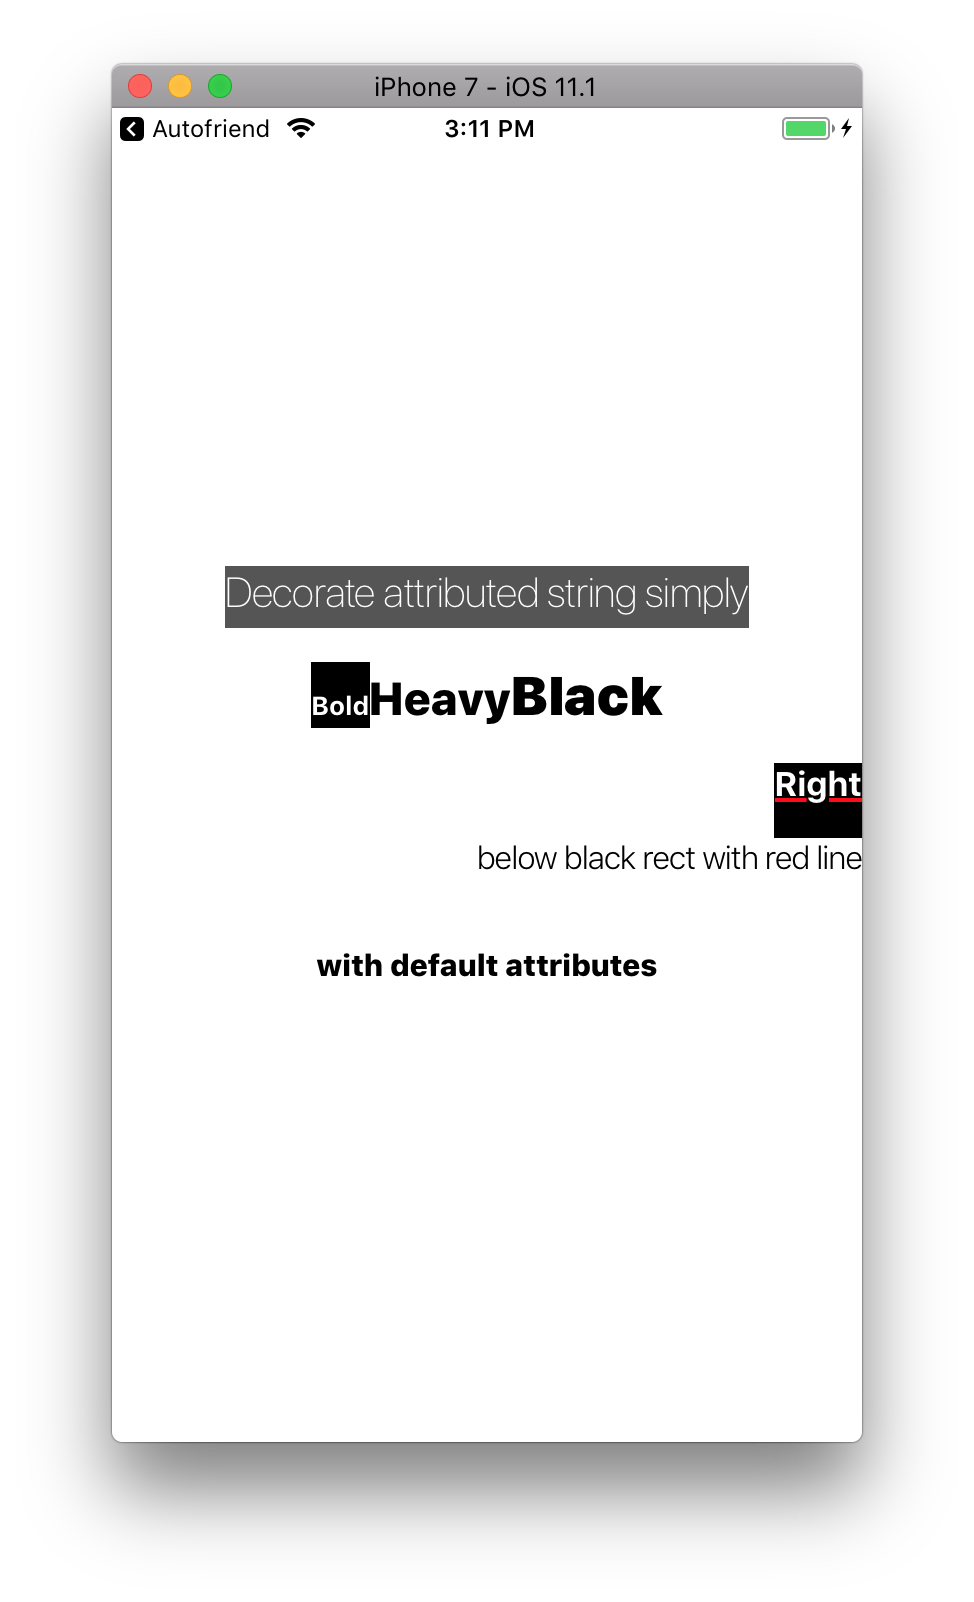 iPhone 7 - iOS 11.1
Autofriend 3:11 PM
Decorate attributed string simply
BoldHeavyBlack
Right
below black rect with red line
with default attributes